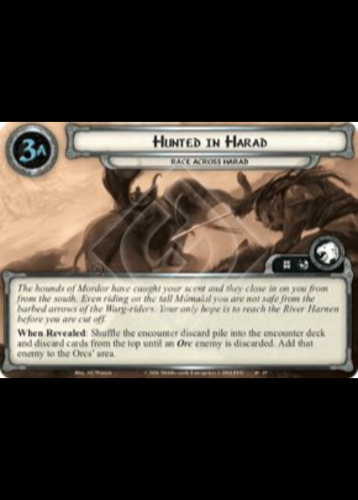 3A
HUNTED IN HARAD
RACE ACROSS HARAD
The hounds of Mordor have caught your scent and they close in on you from
from the south. Even riding on the tall Mûmakil you are not safe from the
barbed arrows of the Warg-riders. Your only hope is to reach the River Harnen
before you are cut off.
When Revealed: Shuffle the encounter discard pile into the encounter deck
and discard cards from the top until an Orc enemy is discarded. Add that
enemy to the Orcs' area.